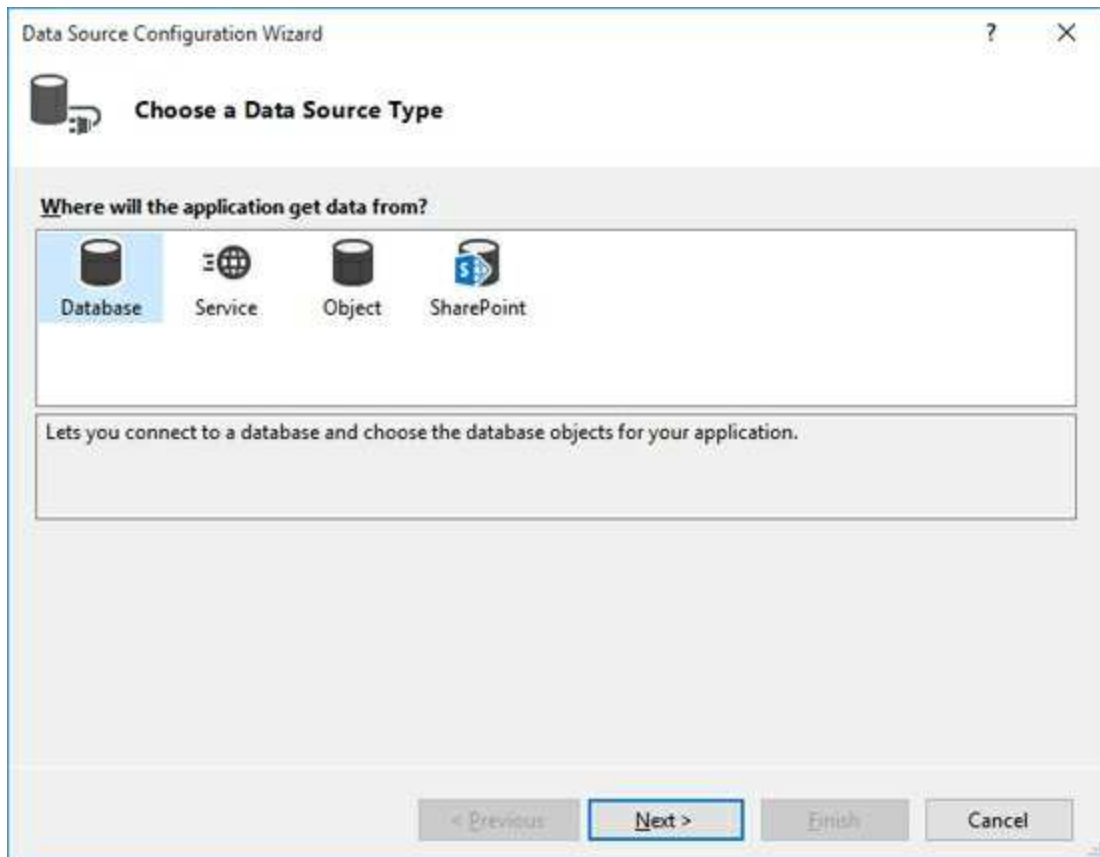 Data Source Configuration Wizard
?
Choose a Data Source Type
Where will the application get data from?
Database Service Object SharePoint
Lets you connect to a database and choose the database objects for your application.
< Previous Next > Finish Cancel